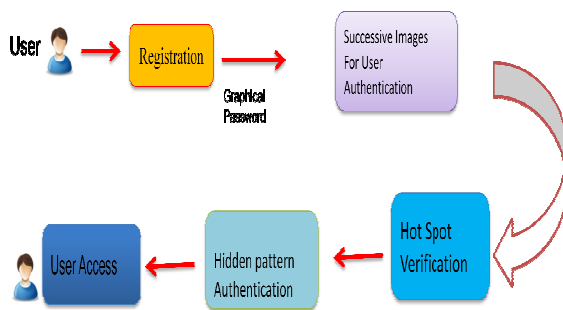 User
Registration
Graphical
Password
Successive Images
For User
Authentication
Hot Spot
Verification
Hidden pattern
Authentication
User Access